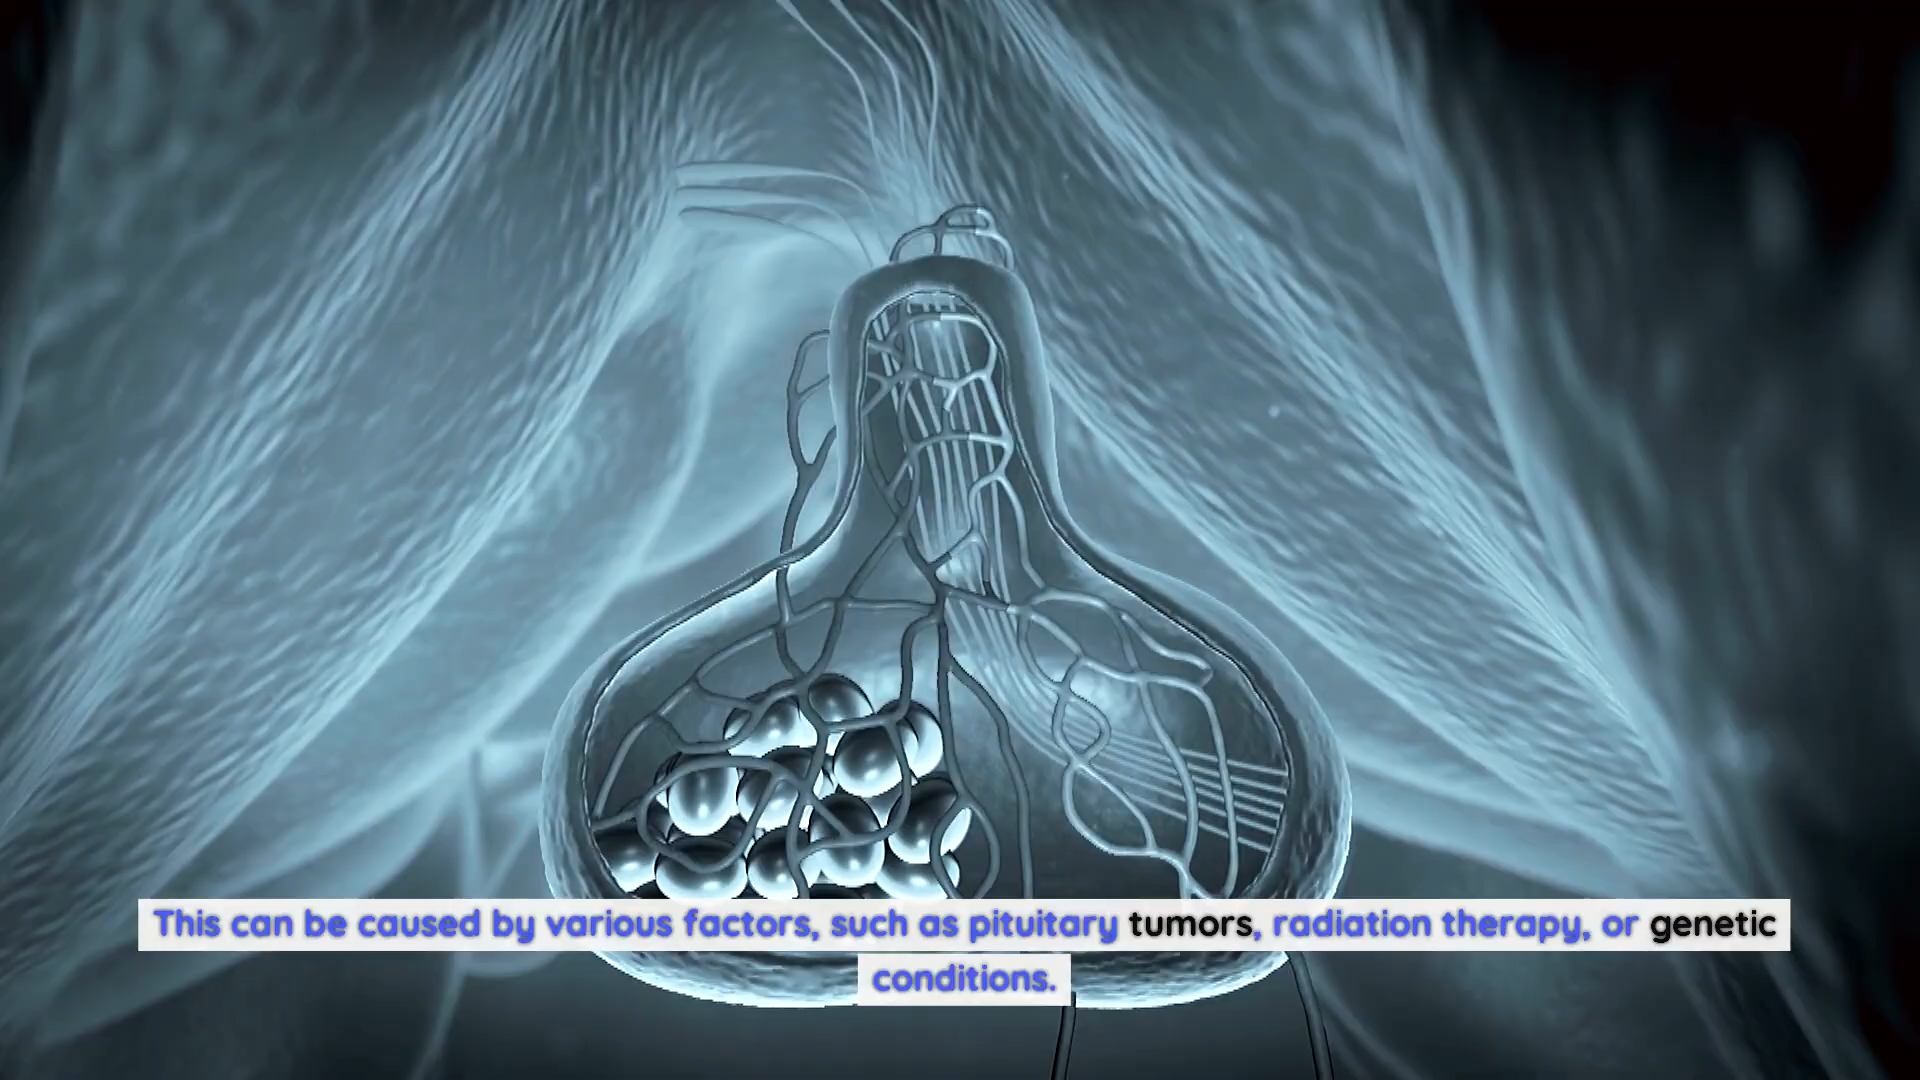 This can be caused by various factors, such as pituitary tumors, radiation therapy, or genetic
conditions.